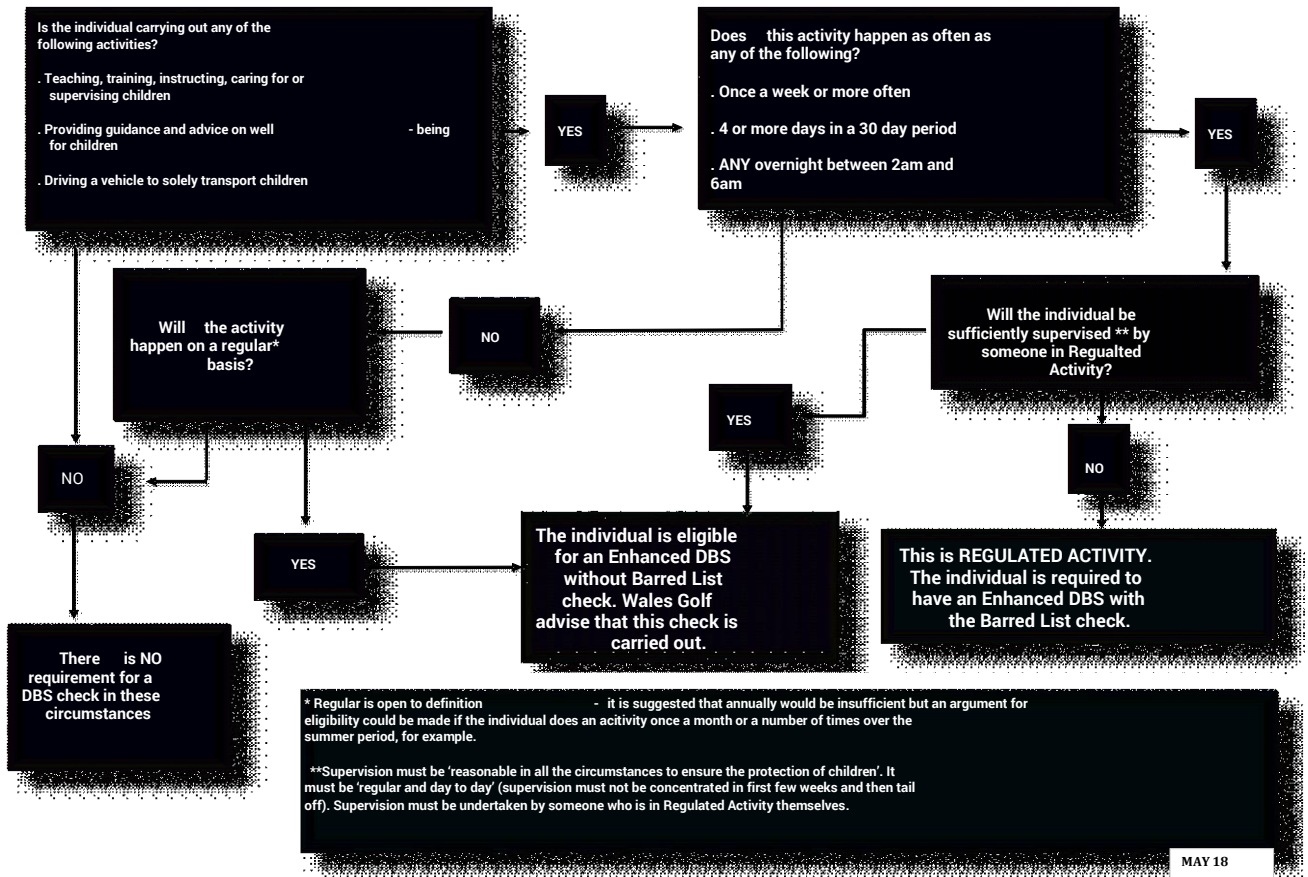 Is the individual carrying out any of the
following activities?
. Teaching, training, instructing, caring for or
supervising children
. Providing guidance and advice on well - being
for children
. Driving a vehicle to solely transport children
YES
Does this activity happen as often as
any of the following?
. Once a week or more often
. 4 or more days in a 30 day period
. ANY overnight between 2am and
6am
YES
Will the activity
happen on a regular*
basis?
NO
Will the individual be
sufficiently supervised ** by
someone in Regualted
Activity?
YES
NO
NO
YES
The individual is eligible
for an Enhanced DBS
without Barred List
check. Wales Golf
advise that this check is
carried out.
This is REGULATED ACTIVITY.
The individual is required to
have an Enhanced DBS with
the Barred List check.
There is NO
requirement for a
DBS check in these
circumstances
* Regular is open to definition - it is suggested that annually would be insufficient but an argument for
eligibility could be made if the individual does an acitivity once a month or a number of times over the
summer period, for example.
**Supervision must be ‘reasonable in all the circumstances to ensure the protection of children’. It
must be ‘regular and day to day’ (supervision must not be concentrated in first few weeks and then tail
off). Supervision must be undertaken by someone who is in Regulated Activity themselves.
MAY 18